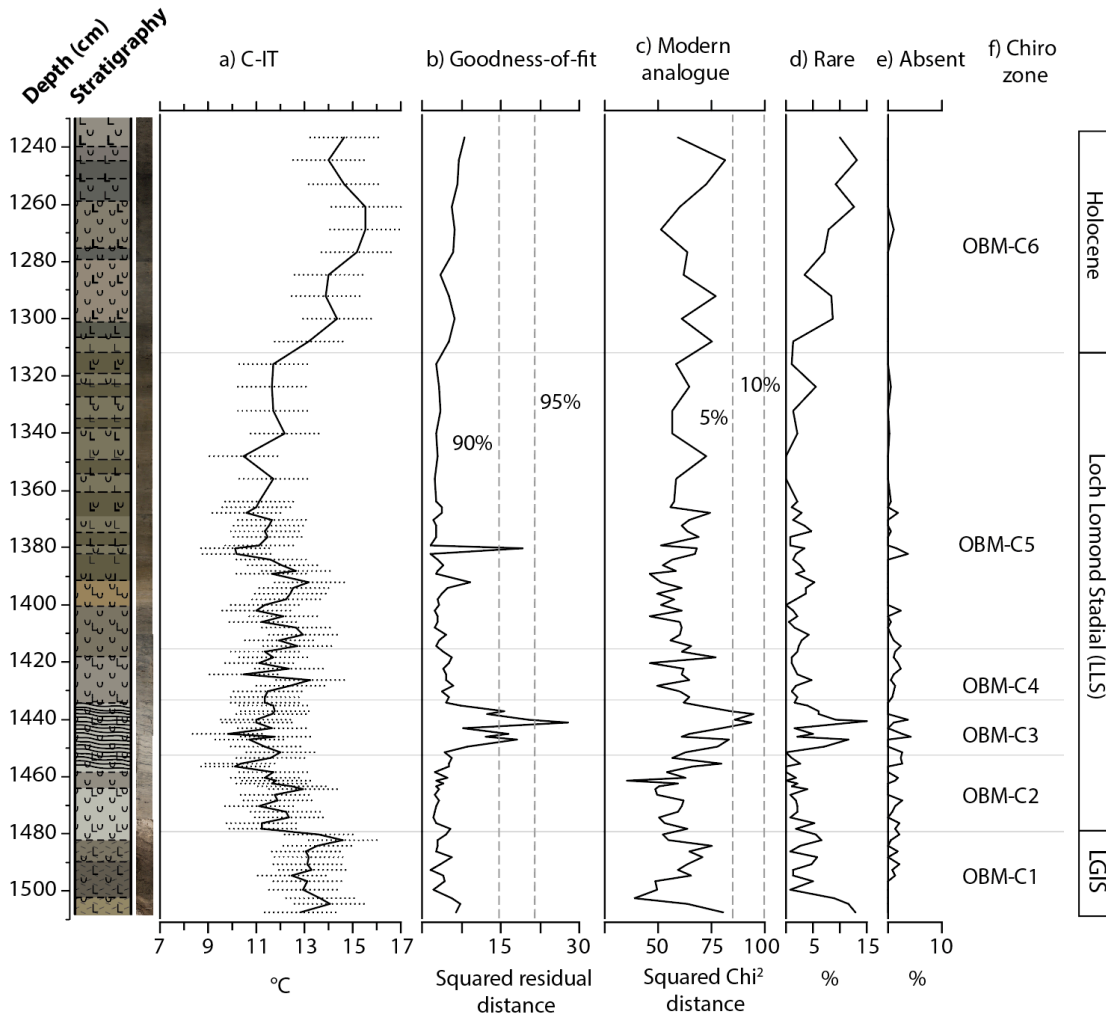 Depth (cm)
Stratigraphy
a) C-IT
b) Goodness-of-fit
c) Modern
analogue
d) Rare
e) Absent
f) Chiro
zone
1240
1260
1280
1300
1320
1340
1360
1380
1400
1420
1440
1460
1480
1500
90%
95%
5%
10%
OBM-C6
OBM-C5
OBM-C4
OBM-C3
OBM-C2
OBM-C1
Holocene
Loch Lomond Stadial (LLS)
LGIS
7 9 11 13 15 17
15 30
50 75 100
5 15
10
°C
Squared residual
distance
Squared Chi²
distance
%
%